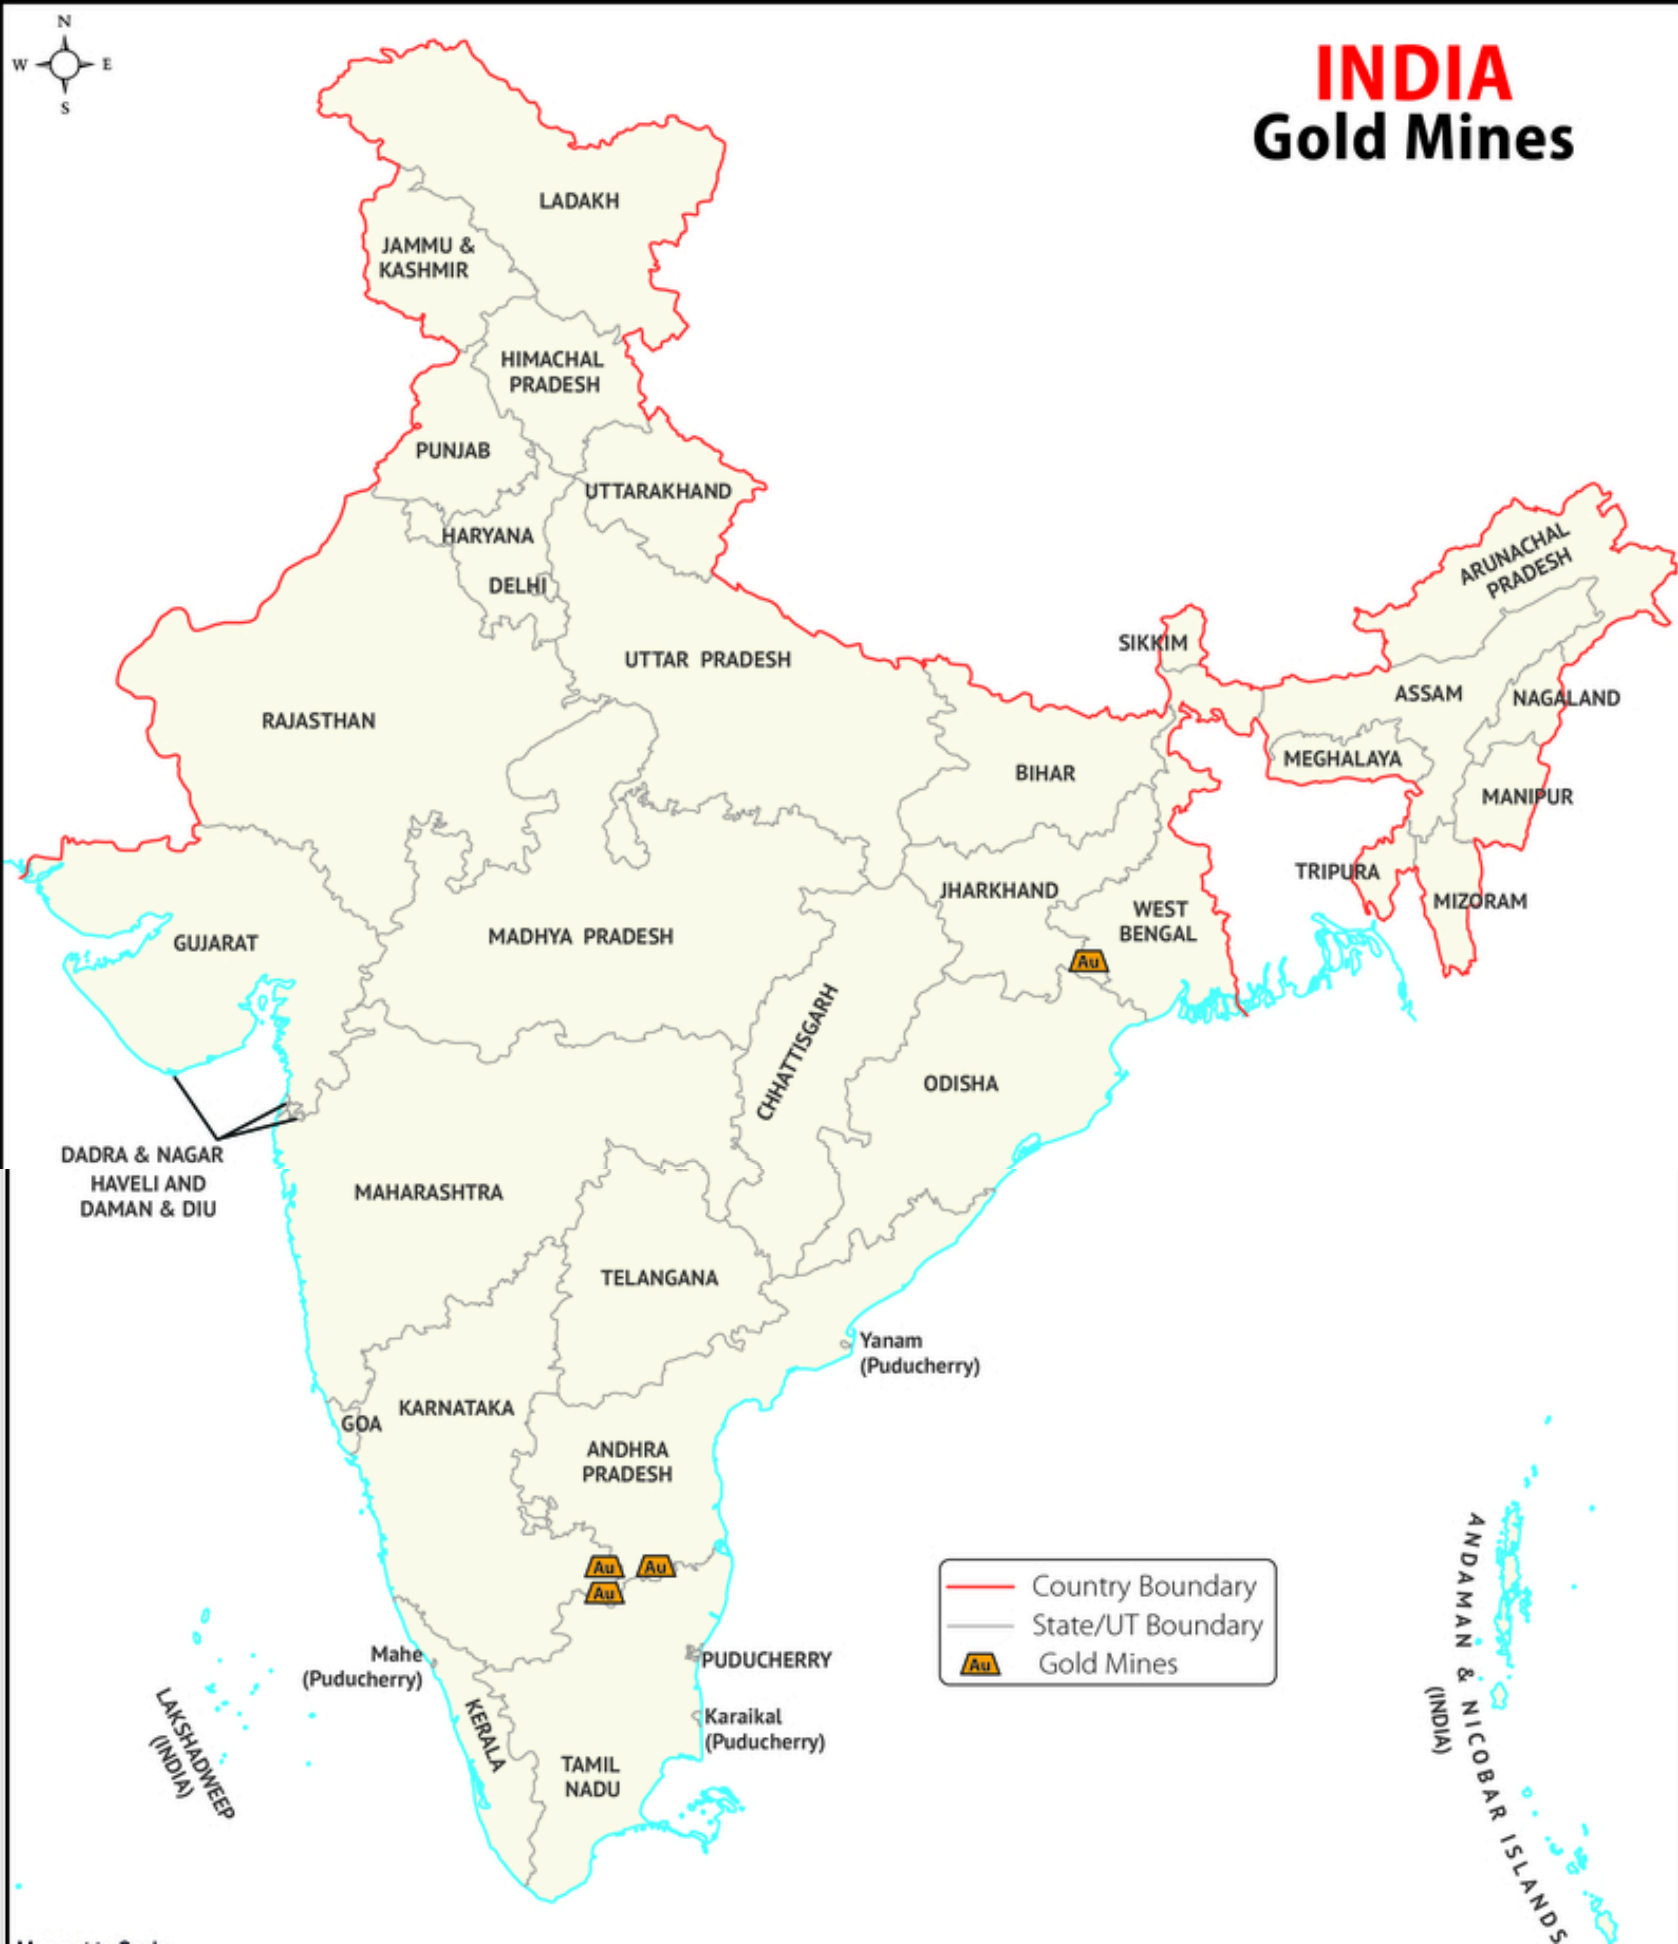 N
W E
S
INDIA
Gold Mines
LADAKH
JAMMU &
KASHMIR
HIMACHAL
PRADESH
PUNJAB
UTTARAKHAND
HARYANA
DELHI
ARUNACHAL
PRADESH
SIKKIM
UTTAR PRADESH
ASSAM
NAGALAND
RAJASTHAN
MEGHALAYA
BIHAR
MANIPUR
TRIPURA
JHARKHAND
MIZORAM
WEST
BENGAL
GUJARAT
MADHYA PRADESH
Au
CHHATTISGARH
ODISHA
DADRA & NAGAR
HAVELI AND
DAMAN & DIU
MAHARASHTRA
TELANGANA
Yanam
(Puducherry)
KARNATAKA
GOA
ANDHRA
PRADESH
Au Au
Au
Country Boundary
State/UT Boundary
Au Gold Mines
Mahe
(Puducherry)
PUDUCHERRY
Karaikal
(Puducherry)
KERALA
TAMIL
NADU
LAKSHADWEEP
(INDIA)
ANDAMAN & NICOBAR ISLANDS
(INDIA)